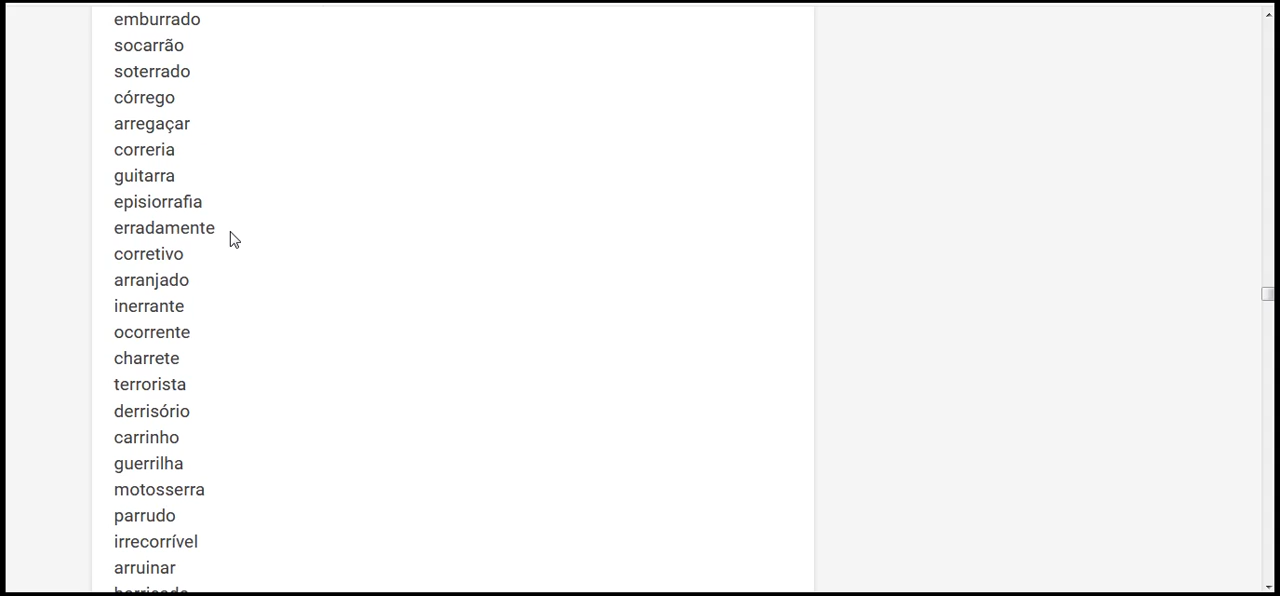 emburrado
socarrão
soterrado
córrego
arregaçar
correria
guitarra
episiorrafia
erradamente
corretivo
arranjado
inerrante
ocorrente
charrete
terrorista
derrisório
carrinho
guerrilha
motosserra
parrudo
irrecorrível
arruinar